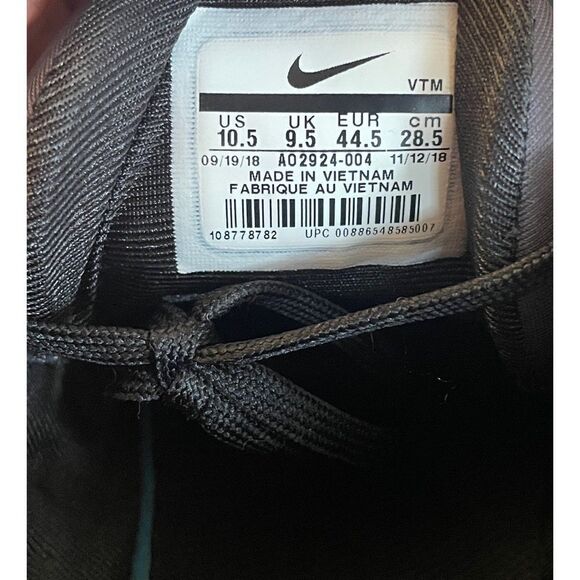 VTM
US UK EUR cm
10.5 9.5 44.5 28.5
09/19/18 AO2924-004 11/12/18
MADE IN VIETNAM
FABRIQUE AU VIETNAM
108778782 UPC 00886548585007